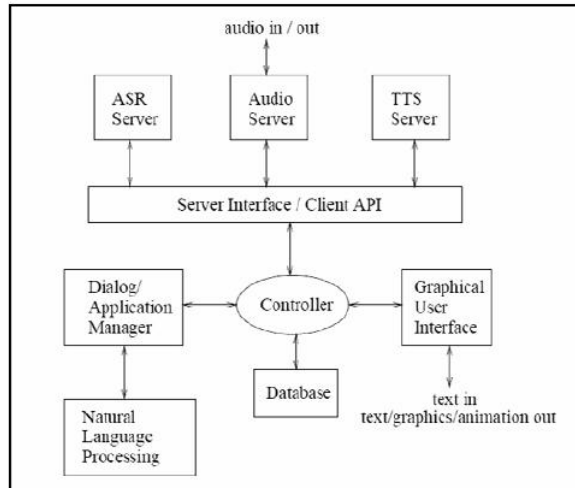 audio in / out
ASR
Server
Audio
Server
TTS
Server
Server Interface / Client API
Dialog/
Application
Manager
Controller
Graphical
User
Interface
Database
text in
text/graphics/animation out
Natural
Language
Processing